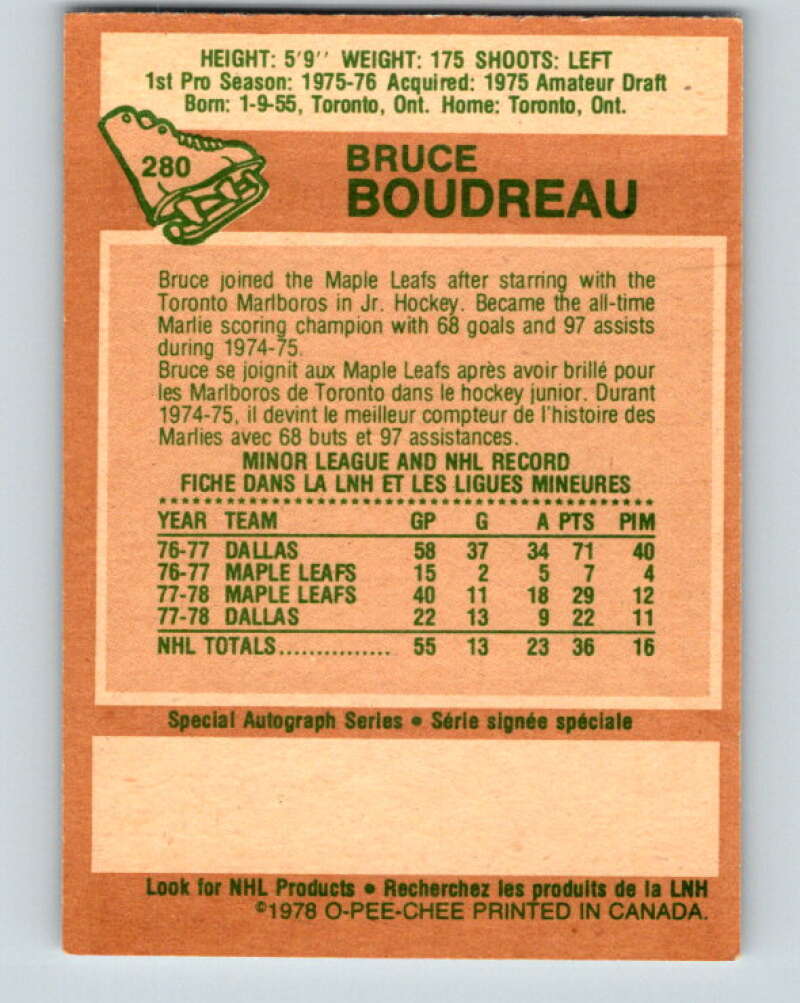 HEIGHT: 5'9'' WEIGHT: 175 SHOOTS: LEFT
1st Pro Season: 1975-76 Acquired: 1975 Amateur Draft
Born: 1-9-55, Toronto, Ont. Home: Toronto, Ont.
280
BRUCE
BOUDREAU
Bruce joined the Maple Leafs after starring with the
Toronto Marlboros in Jr. Hockey. Became the all-time
Marlie scoring champion with 68 goals and 97 assists
during 1974-75.
Bruce se joignit aux Maple Leafs après avoir brillé pour
les Marlboros de Toronto dans le hockey junior. Durant
1974-75, il devint le meilleur compteur de l'histoire des
Marlies avec 68 buts et 97 assistances.
MINOR LEAGUE AND NHL RECORD
FICHE DANS LA LNH ET LES LIGUES MINEURES
YEAR TEAM GP G A PTS PIM
76-77 DALLAS 58 37 34 71 40
76-77 MAPLE LEAFS 15 2 5 7 4
77-78 MAPLE LEAFS 40 11 18 29 12
77-78 DALLAS 22 13 9 22 11
NHL TOTALS............... 55 13 23 36 16
Special Autograph Series • Série signée spéciale
Look for NHL Products • Recherchez les produits de la LNH
©1978 O-PEE-CHEE PRINTED IN CANADA.